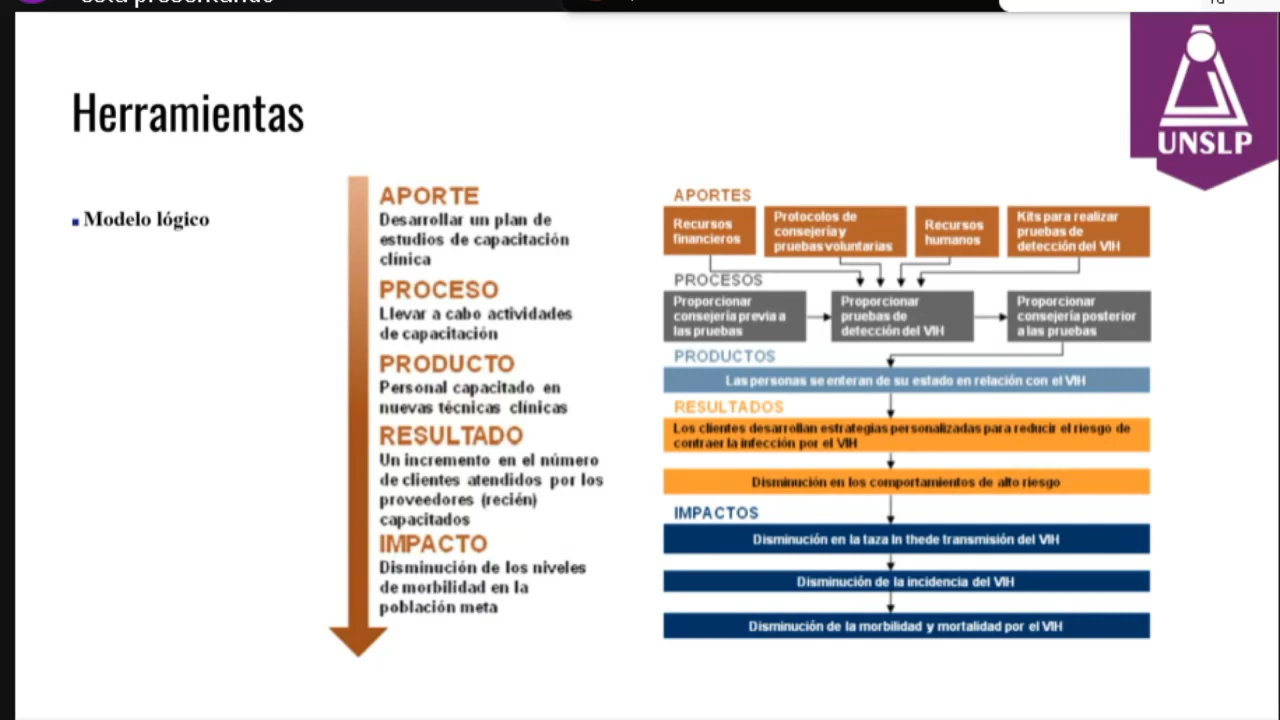 está presentando
Herramientas
UNSLP
Modelo lógico
APORTE
Desarrollar un plan de
estudios de capacitación
clínica
PROCESO
Llevar a cabo actividades
de capacitación
PRODUCTO
Personal capacitado en
nuevas técnicas clínicas
RESULTADO
Un incremento en el número
de clientes atendidos por los
proveedores (recién)
capacitados
IMPACTO
Disminución de los niveles
de morbilidad en la
población meta
APORTES
Recursos
financieros
Protocolos de
consejería y
pruebas voluntarias
Recursos
humanos
Kits para realizar
pruebas de
detección del VIH
PROCESOS
Proporcionar
consejería previa a
las pruebas
Proporcionar
pruebas de
detección del VIH
Proporcionar
consejería posterior
a las pruebas
PRODUCTOS
Las personas se enteran de su estado en relación con el VIH
RESULTADOS
Los clientes desarrollan estrategias personalizadas para reducir el riesgo de
contraer la infección por el VIH
Disminución en los comportamientos de alto riesgo
IMPACTOS
Disminución en la taza In thede transmisión del VIH
Disminución de la incidencia del VIH
Disminución de la morbilidad y mortalidad por el VIH